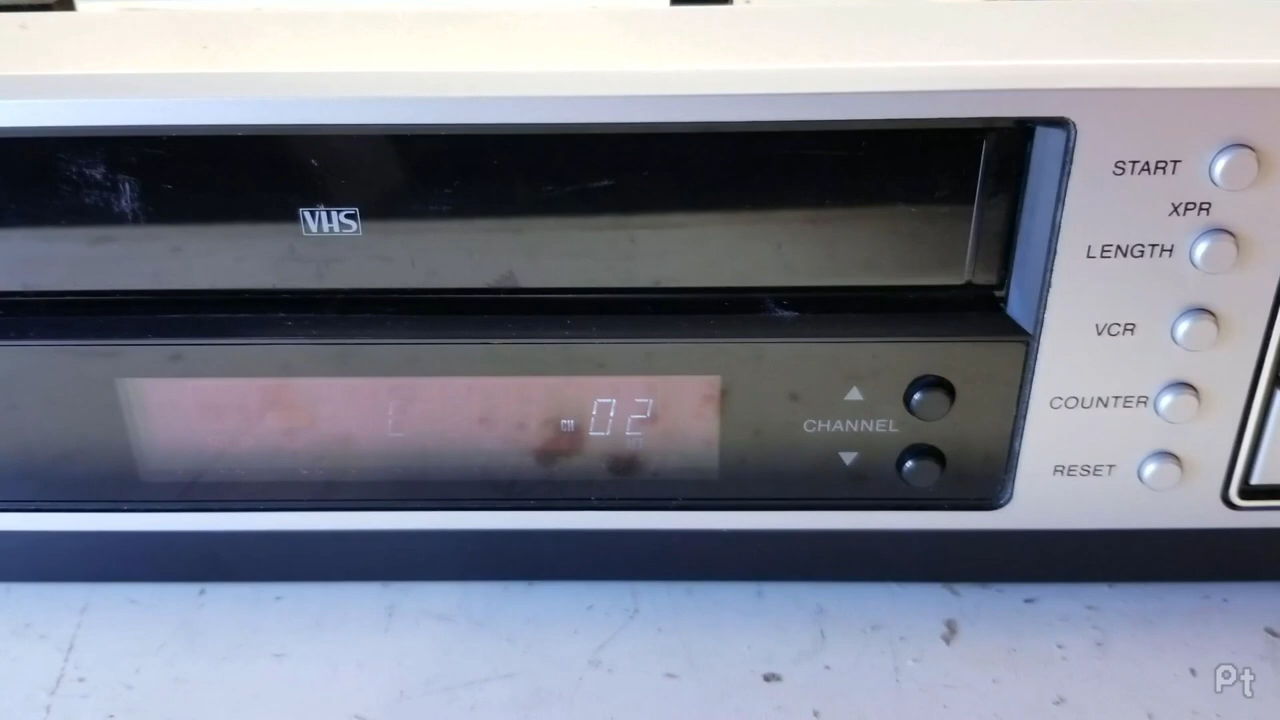 VHS
START
XPR
LENGTH
VCR
CH 02
CHANNEL
COUNTER
RESET
Pt